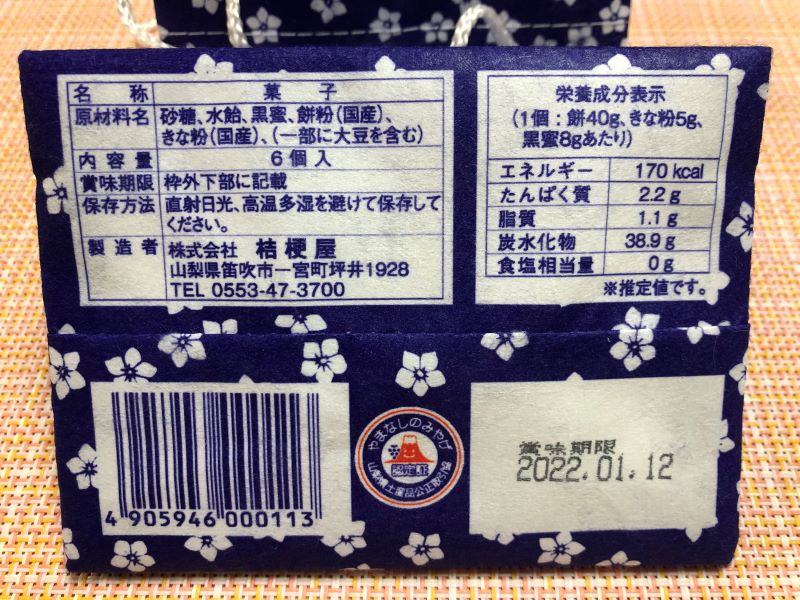 名称 菓子
原材料名 砂糖、水飴、黒蜜、餅粉(国産)、
きな粉(国産)、(一部に大豆を含む)
内容量 6個入
賞味期限 枠外下部に記載
保存方法 直射日光、高温多湿を避けて保存して
ください。
製造者 株式会社 桔梗屋
山梨県笛吹市一宮町坪井1928
TEL 0553-47-3700
栄養成分表示
(1個:餅40g、きな粉5g、
黒蜜8gあたり)
エネルギー 170 kcal
たんぱく質 2.2 g
脂質 1.1 g
炭水化物 38.9 g
食塩相当量 0 g
※推定値です。
4 905946 000113
やまなしのみやげ
認定証
賞味期限
2022.01.12